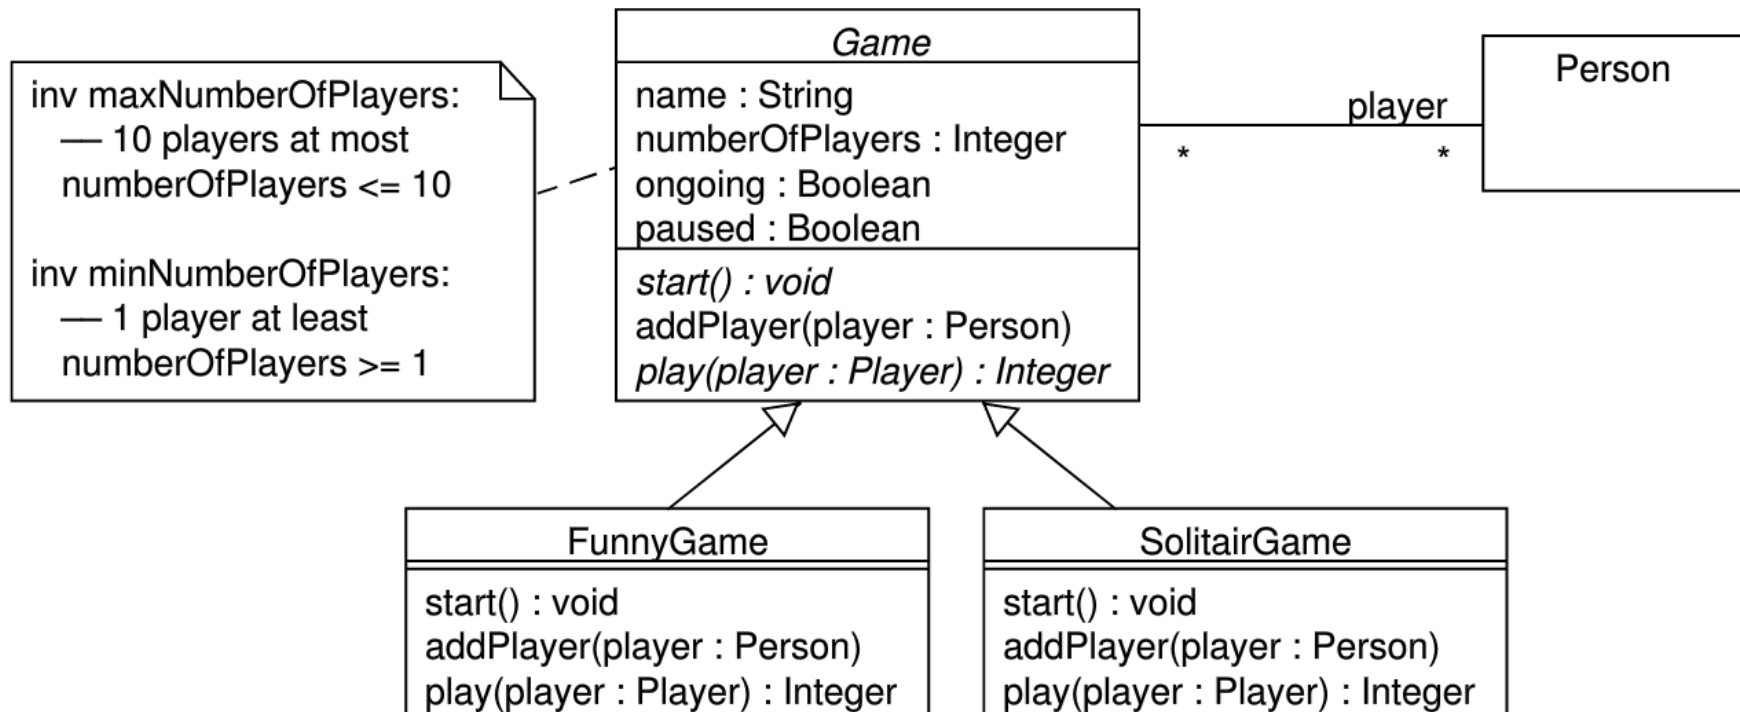 inv maxNumberOfPlayers:
— 10 players at most
numberOfPlayers <= 10
inv minNumberOfPlayers:
— 1 player at least
numberOfPlayers >= 1
Game
name : String
numberOfPlayers : Integer
ongoing : Boolean
paused : Boolean
start() : void
addPlayer(player : Person)
play(player : Player) : Integer
player
*
*
Person
FunnyGame
start() : void
addPlayer(player : Person)
play(player : Player) : Integer
SolitairGame
start() : void
addPlayer(player : Person)
play(player : Player) : Integer